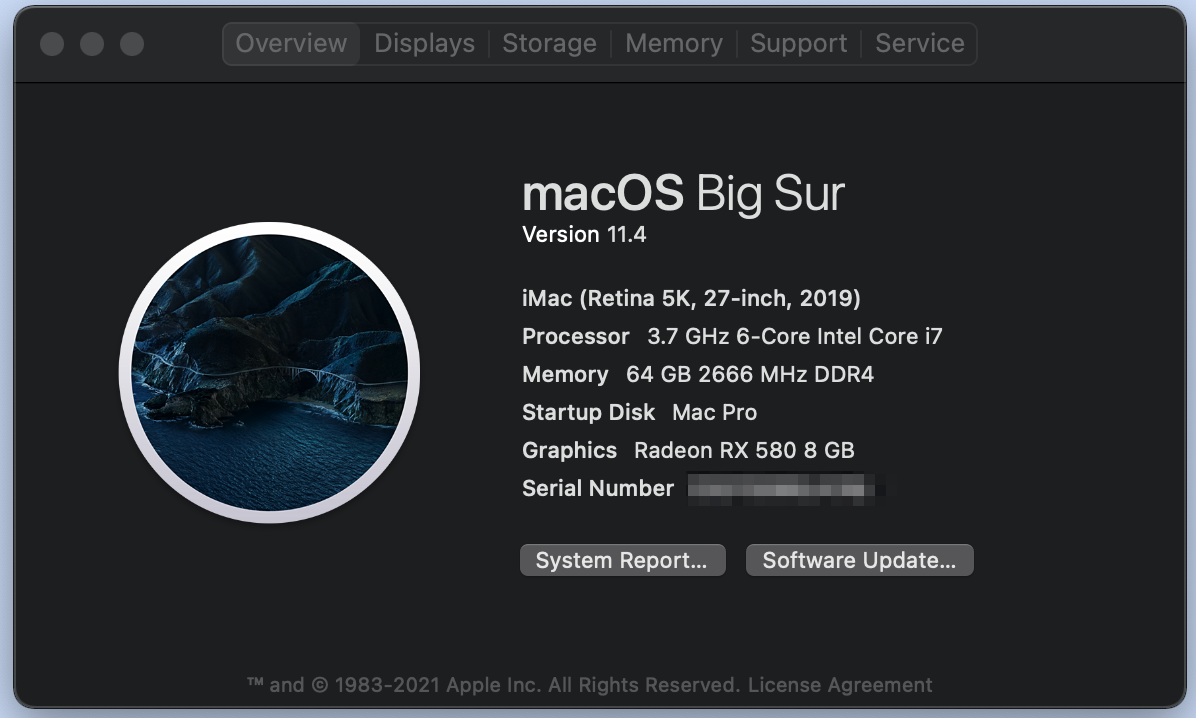 Overview Displays Storage Memory Support Service
macOS Big Sur
Version 11.4
iMac (Retina 5K, 27-inch, 2019)
Processor 3.7 GHz 6-Core Intel Core i7
Memory 64 GB 2666 MHz DDR4
Startup Disk Mac Pro
Graphics Radeon RX 580 8 GB
Serial Number
System Report... Software Update...
™ and © 1983-2021 Apple Inc. All Rights Reserved. License Agreement